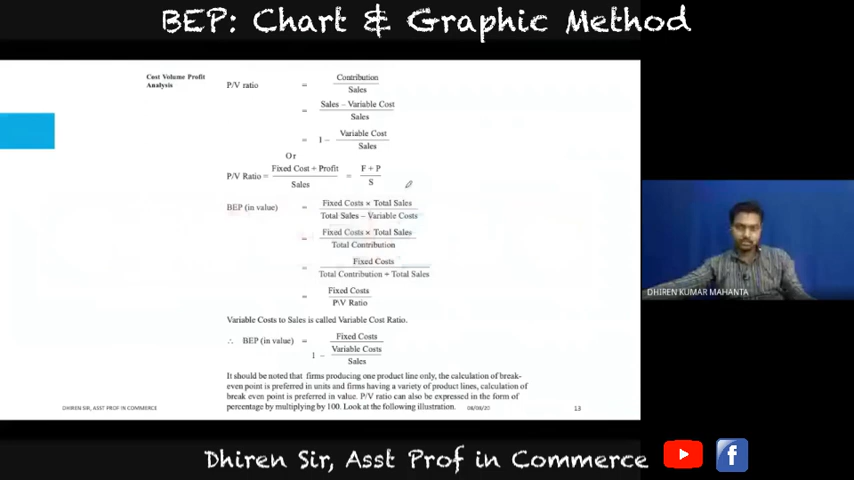 BEP: Chart & Graphic Method
Cost Volume Profit
Analysis
P/V ratio = Contribution
Sales
= Sales – Variable Cost
Sales
= 1 – Variable Cost
Sales
Or
P/V Ratio = Fixed Cost + Profit = F + P
Sales S
BEP (in value) = Fixed Costs × Total Sales
Total Sales – Variable Costs
= Fixed Costs × Total Sales
Total Contribution
= Fixed Costs
Total Contribution ÷ Total Sales
= Fixed Costs
P\V Ratio
Variable Costs to Sales is called Variable Cost Ratio.
∴ BEP (in value) = Fixed Costs
1 – Variable Costs
Sales
It should be noted that firms producing one product line only, the calculation of break-
even point is preferred in units and firms having a variety of product lines, calculation of
break even point is preferred in value. P/V ratio can also be expressed in the form of
percentage by multiplying by 100. Look at the following illustration.
DHIREN SIR, ASST PROF IN COMMERCE 08/08/20 13
DHIREN KUMAR MAHANTA
Dhiren Sir, Asst Prof in Commerce